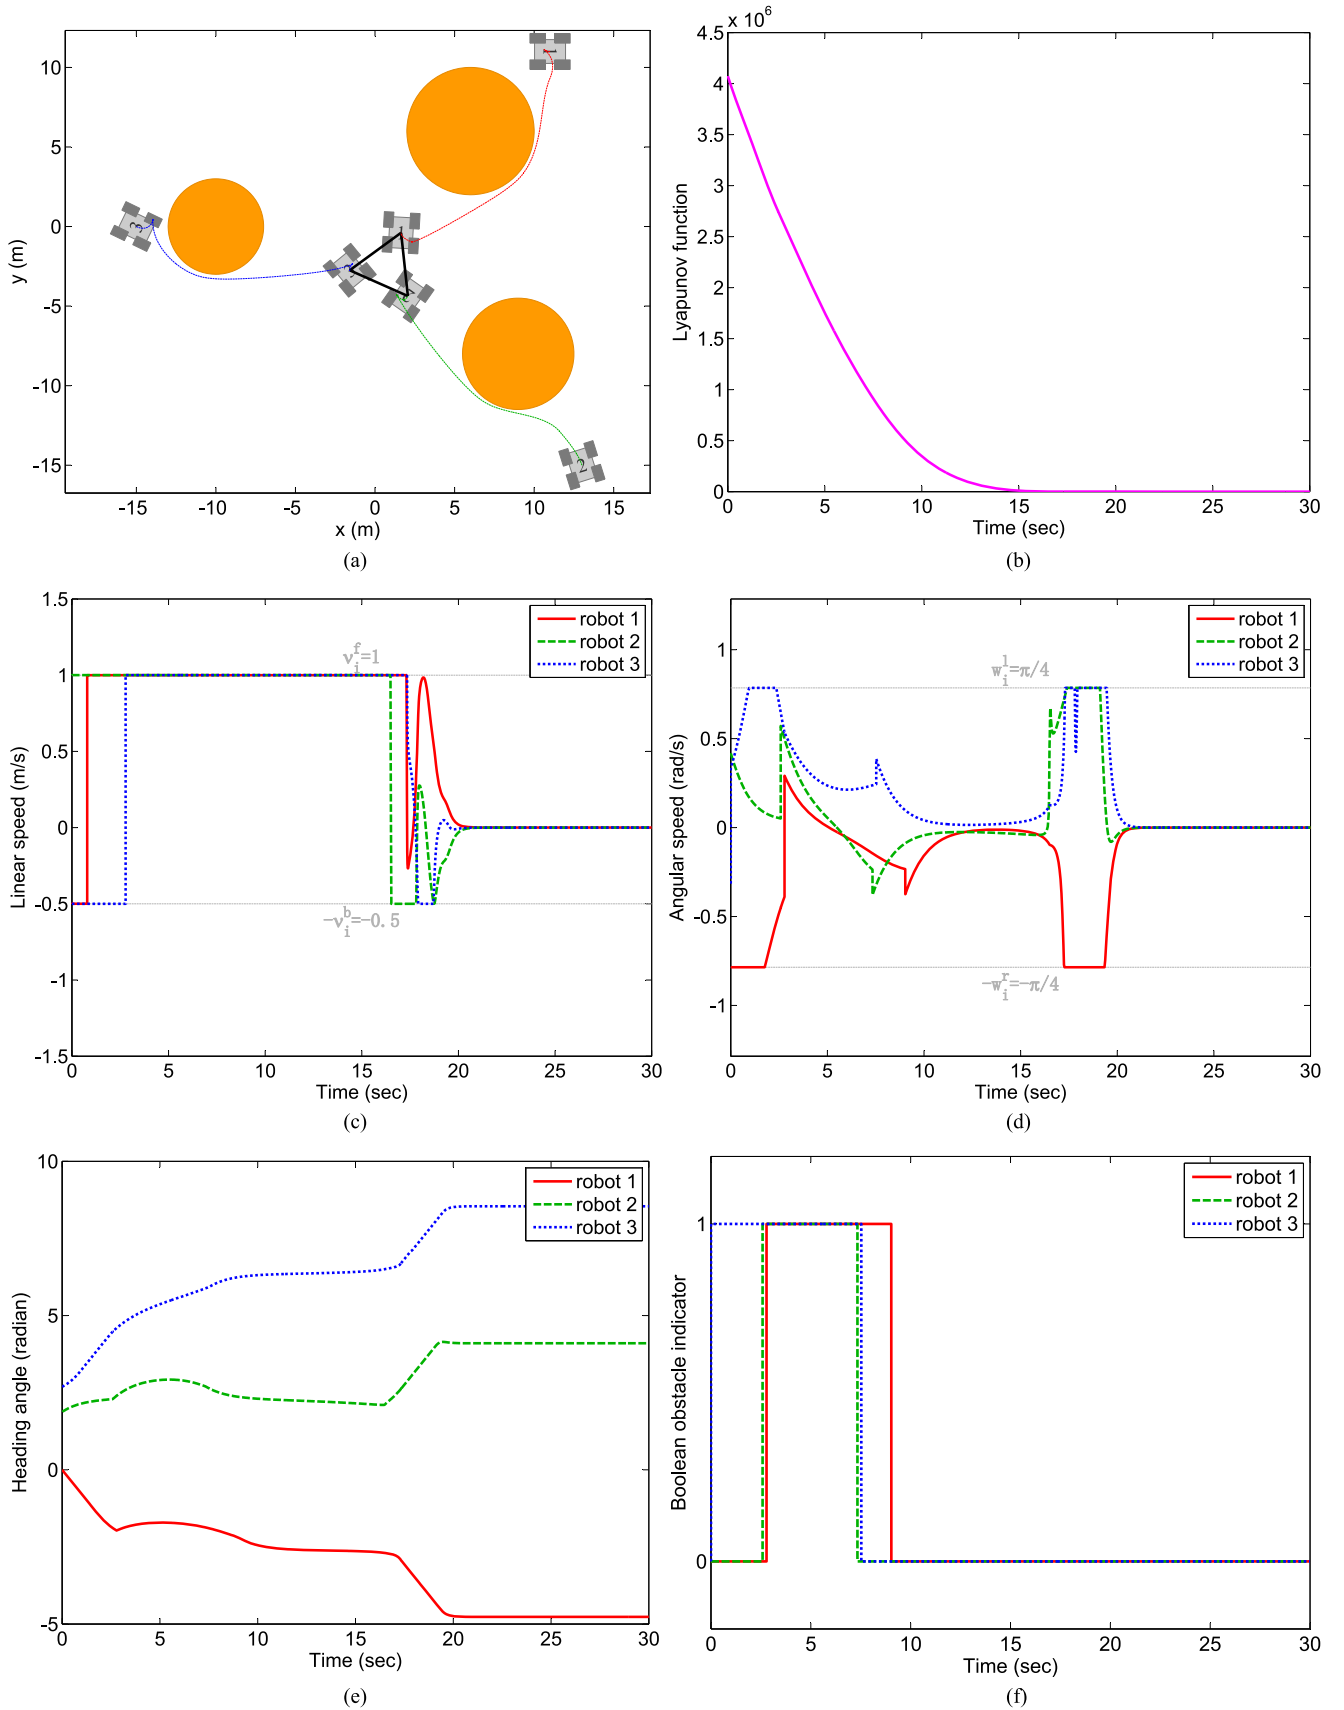 10
5
0
-5
-10
-15
y (m)
-15
-10
-5
0
5
10
15
x (m)
1
3
1
3
2
2
(a)
× 10^6
4.5
4
3.5
3
2.5
2
1.5
1
0.5
0
Lyapunov function
0
5
10
15
20
25
30
Time (sec)
(b)
1.5
1
0.5
0
-0.5
-1
-1.5
Linear speed (m/s)
v_i^f=1
-v_i^b=-0.5
robot 1
robot 2
robot 3
0
5
10
15
20
25
30
Time (sec)
(c)
1
0.5
0
-0.5
-1
Angular speed (rad/s)
w_i^l=π/4
-w_i^r=-π/4
robot 1
robot 2
robot 3
0
5
10
15
20
25
30
Time (sec)
(d)
10
5
0
-5
Heading angle (radian)
robot 1
robot 2
robot 3
0
5
10
15
20
25
30
Time (sec)
(e)
1
0
Boolean obstacle indicator
robot 1
robot 2
robot 3
0
5
10
15
20
25
30
Time (sec)
(f)